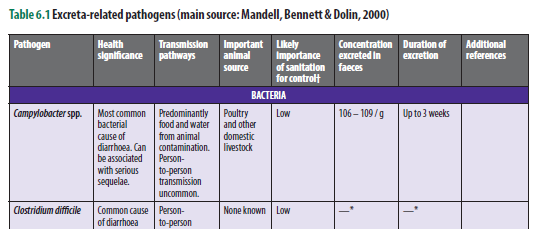 Table 6.1 Excreta-related pathogens (main source: Mandell, Bennett & Dolin, 2000)
Pathogen Health Transmission Important Likely Concentration Duration of Additional
significance pathways animal importance excreted in excretion references
source of sanitation faeces
for control†
BACTERIA
Campylobacter spp. Most common Predominantly Poultry Low 106 – 109 / g Up to 3 weeks
bacterial food and water and other
cause of from animal domestic
diarrhoea. Can contamination. livestock
be associated Person-
with serious to-person
sequelae. transmission
uncommon.
Clostridium difficile Common cause Person- None known Low —* —*
of diarrhoea to-person